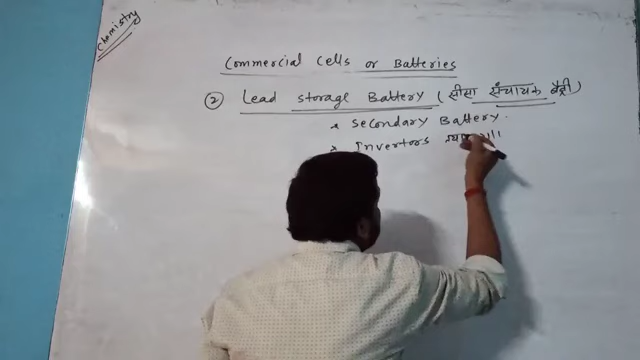 Chemistry
Commercial Cells or Batteries
② Lead storage Battery (सीसा संचायक बैट्री)
* Secondary Battery.
* Invertors